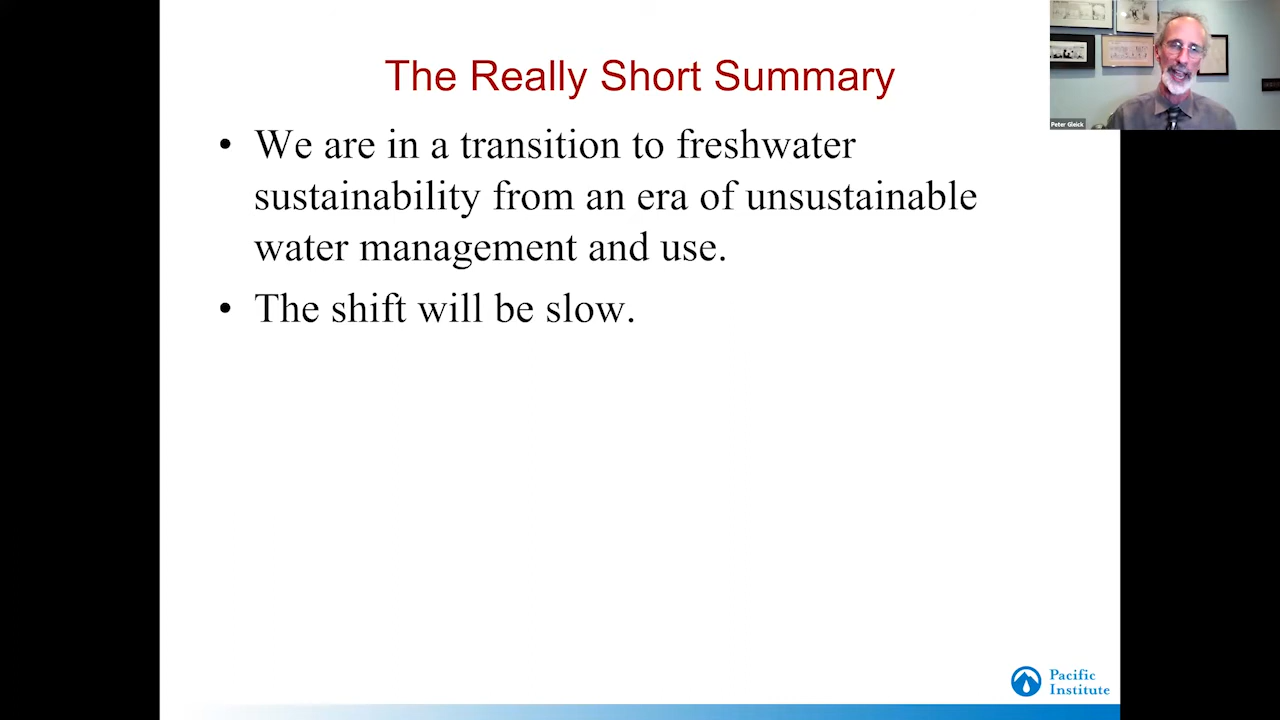 The Really Short Summary
• We are in a transition to freshwater
sustainability from an era of unsustainable
water management and use.
• The shift will be slow.
Peter Gleick
Pacific
Institute